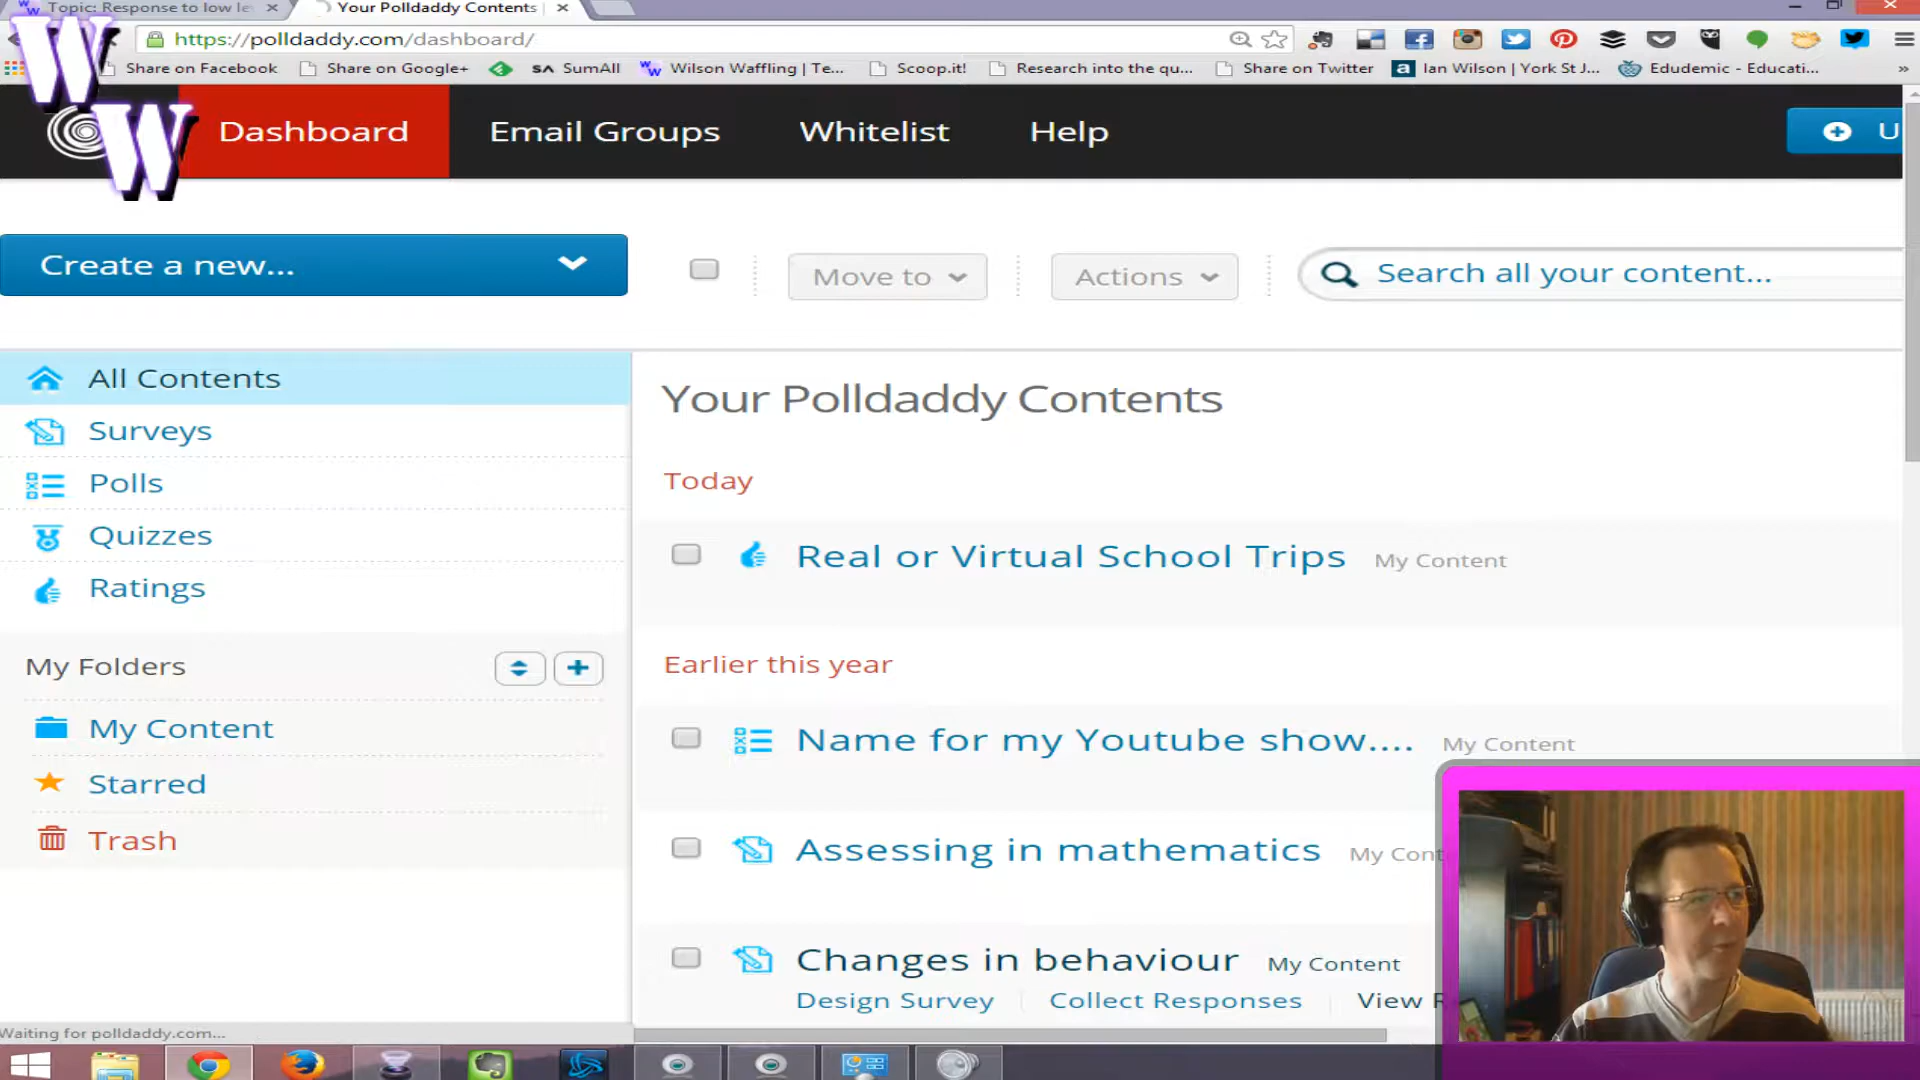 Topic: Response to low le
Your Polldaddy Contents
https://polldaddy.com/dashboard/
Share on Facebook
Share on Google+
SumAll
Wilson Waffling | Te...
Scoop.it!
Research into the qu...
Share on Twitter
Ian Wilson | York St J...
Edudemic - Educati...
W
W
Dashboard
Email Groups
Whitelist
Help
U
Create a new...
Move to
Actions
Search all your content...
All Contents
Surveys
Polls
Quizzes
Ratings
My Folders
My Content
Starred
Trash
Your Polldaddy Contents
Today
Real or Virtual School Trips My Content
Earlier this year
Name for my Youtube show.... My Content
Assessing in mathematics My Cont
Changes in behaviour My Content
Design Survey
Collect Responses
View R
Waiting for polldaddy.com...